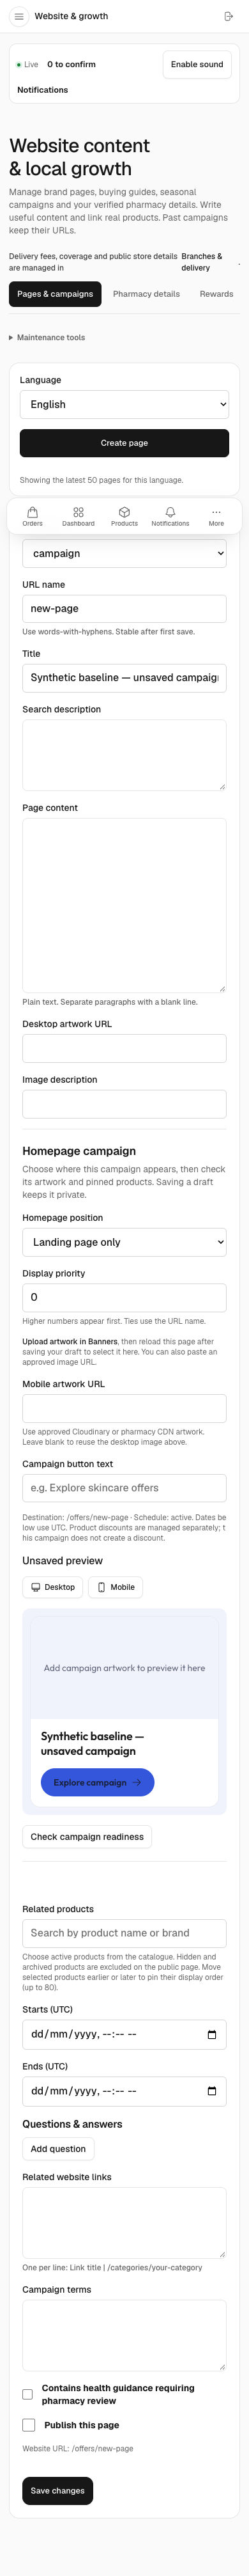 Website & growth
Live 0 to confirm
Enable sound
Notifications
Website content
& local growth
Manage brand pages, buying guides, seasonal
campaigns and your verified pharmacy details. Write
useful content and link real products. Past campaigns
keep their URLs.
Delivery fees, coverage and public store details
are managed in
Branches &
delivery
.
Pages & campaigns
Pharmacy details
Rewards
Maintenance tools
Language
English
Create page
Showing the latest 50 pages for this language.
Orders
Dashboard
Products
Notifications
More
campaign
URL name
new-page
Use words-with-hyphens. Stable after first save.
Title
Synthetic baseline — unsaved campaig
Search description
Page content
Plain text. Separate paragraphs with a blank line.
Desktop artwork URL
Image description
Homepage campaign
Choose where this campaign appears, then check
its artwork and pinned products. Saving a draft
keeps it private.
Homepage position
Landing page only
Display priority
0
Higher numbers appear first. Ties use the URL name.
Upload artwork in Banners, then reload this page after
saving your draft to select it here. You can also paste an
approved image URL.
Mobile artwork URL
Use approved Cloudinary or pharmacy CDN artwork.
Leave blank to reuse the desktop image above.
Campaign button text
e.g. Explore skincare offers
Destination: /offers/new-page · Schedule: active. Dates be
low use UTC. Product discounts are managed separately; t
his campaign does not create a discount.
Unsaved preview
Desktop
Mobile
Add campaign artwork to preview it here
Synthetic baseline —
unsaved campaign
Explore campaign
Check campaign readiness
Related products
Search by product name or brand
Choose active products from the catalogue. Hidden and
archived products are excluded on the public page. Move
selected products earlier or later to pin their display order
(up to 80).
Starts (UTC)
dd/mm/yyyy, --:-- --
Ends (UTC)
dd/mm/yyyy, --:-- --
Questions & answers
Add question
Related website links
One per line: Link title | /categories/your-category
Campaign terms
Contains health guidance requiring
pharmacy review
Publish this page
Website URL: /offers/new-page
Save changes